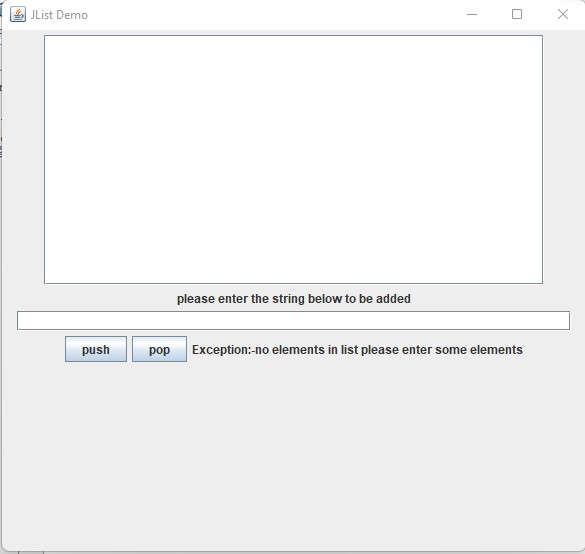 JList Demo
please enter the string below to be added
push pop Exception:-no elements in list please enter some elements